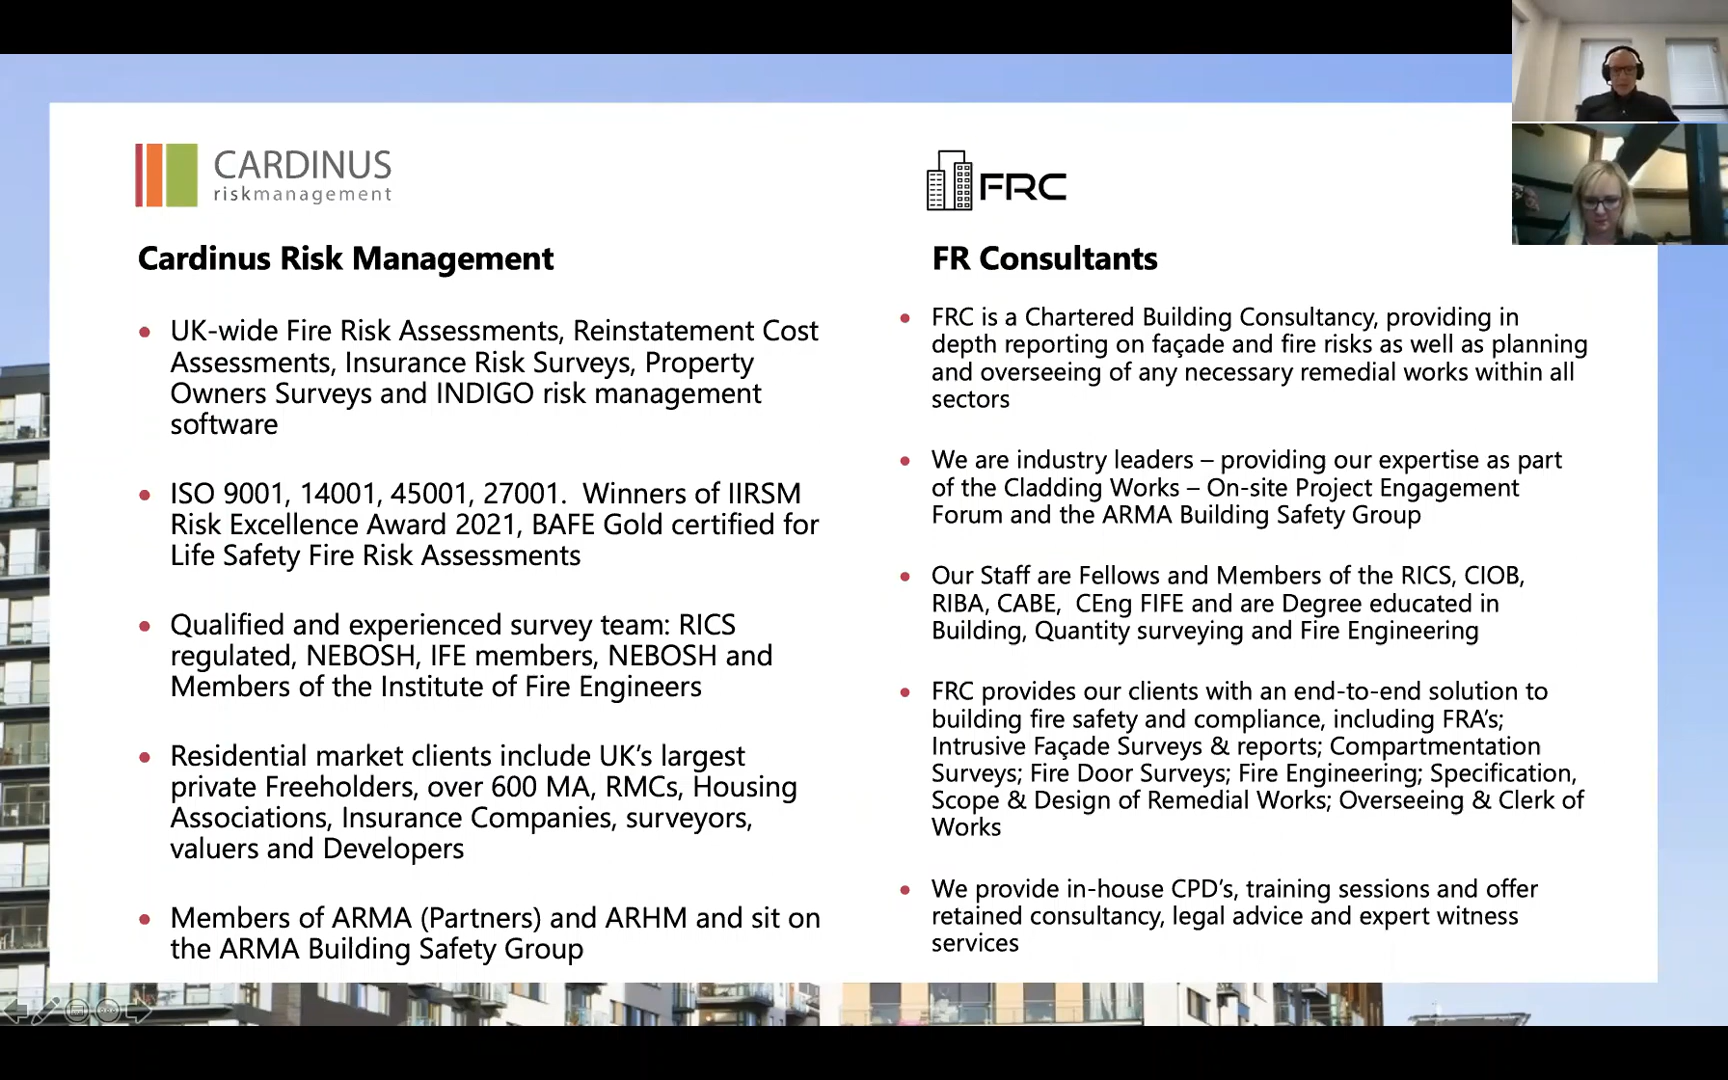 CARDINUS
riskmanagement
Cardinus Risk Management
• UK-wide Fire Risk Assessments, Reinstatement Cost
Assessments, Insurance Risk Surveys, Property
Owners Surveys and INDIGO risk management
software
• ISO 9001, 14001, 45001, 27001.  Winners of IIRSM
Risk Excellence Award 2021, BAFE Gold certified for
Life Safety Fire Risk Assessments
• Qualified and experienced survey team: RICS
regulated, NEBOSH, IFE members, NEBOSH and
Members of the Institute of Fire Engineers
• Residential market clients include UK’s largest
private Freeholders, over 600 MA, RMCs, Housing
Associations, Insurance Companies, surveyors,
valuers and Developers
• Members of ARMA (Partners) and ARHM and sit on
the ARMA Building Safety Group
FRC
FR Consultants
• FRC is a Chartered Building Consultancy, providing in
depth reporting on façade and fire risks as well as planning
and overseeing of any necessary remedial works within all
sectors
• We are industry leaders – providing our expertise as part
of the Cladding Works – On-site Project Engagement
Forum and the ARMA Building Safety Group
• Our Staff are Fellows and Members of the RICS, CIOB,
RIBA, CABE,  CEng FIFE and are Degree educated in
Building, Quantity surveying and Fire Engineering
• FRC provides our clients with an end-to-end solution to
building fire safety and compliance, including FRA’s;
Intrusive Façade Surveys & reports; Compartmentation
Surveys; Fire Door Surveys; Fire Engineering; Specification,
Scope & Design of Remedial Works; Overseeing & Clerk of
Works
• We provide in-house CPD’s, training sessions and offer
retained consultancy, legal advice and expert witness
services